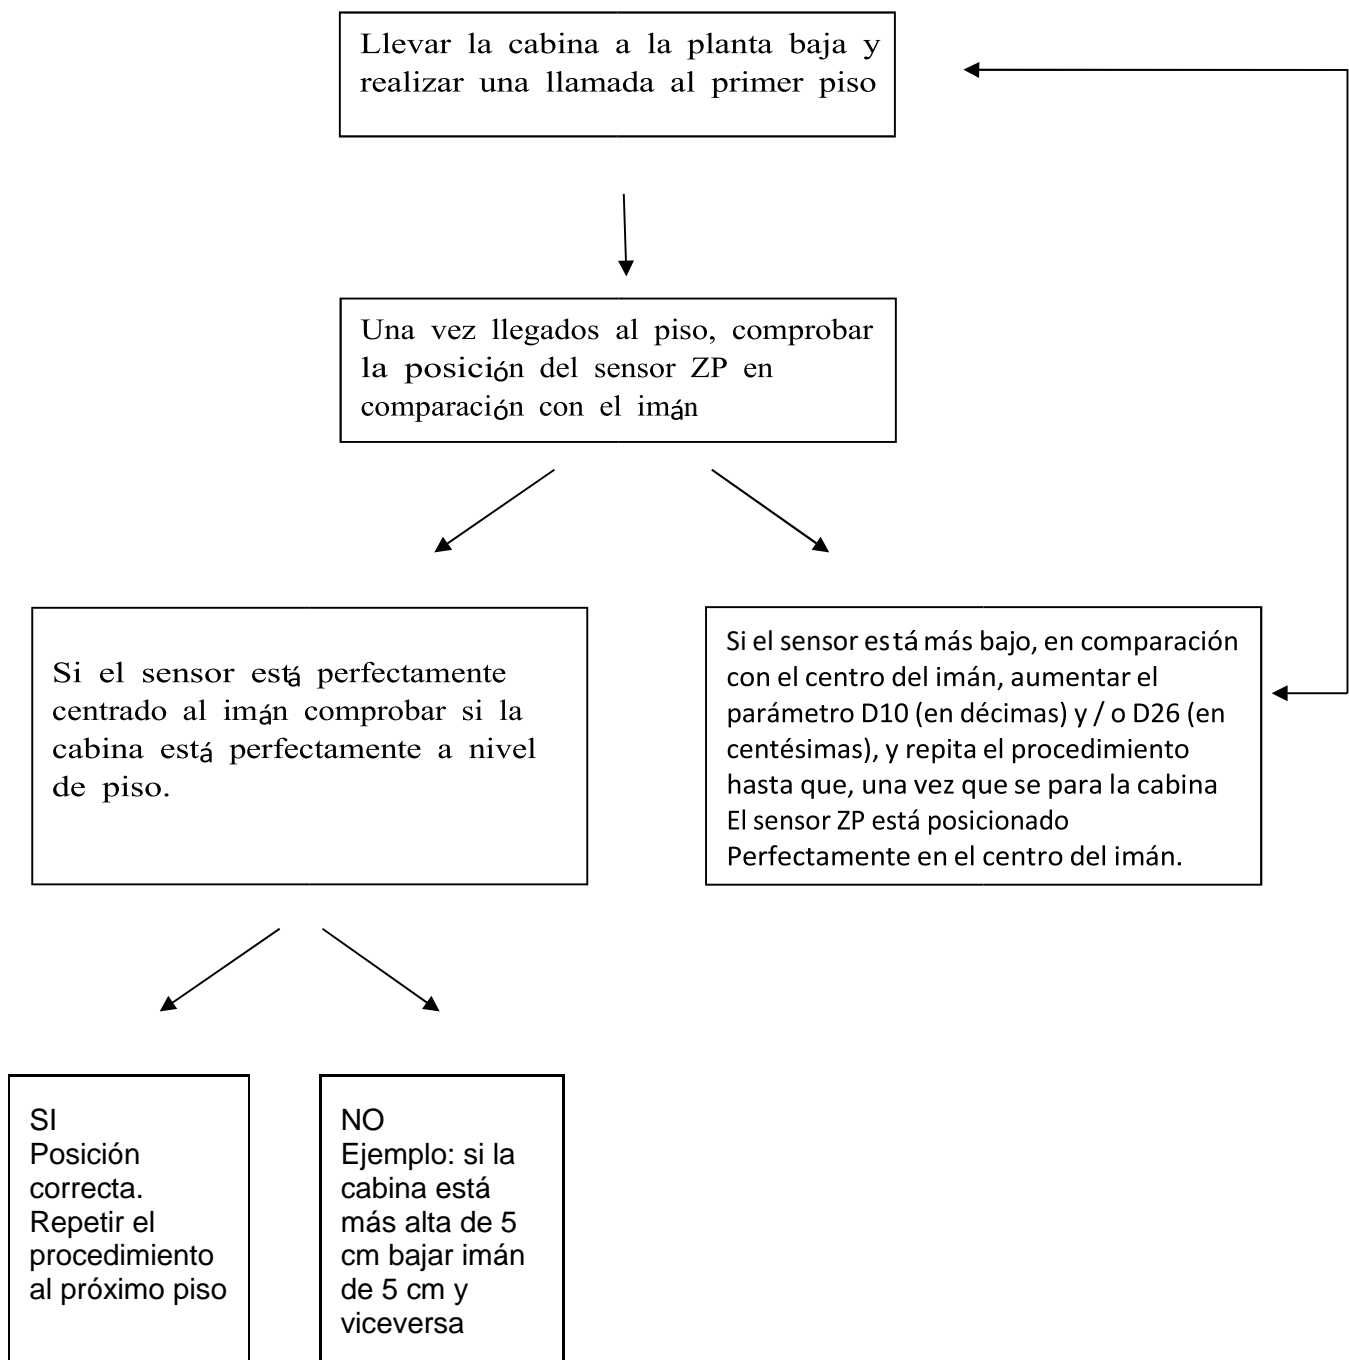 Llevar la cabina a la planta baja y
realizar una llamada al primer piso
Una vez llegados al piso, comprobar
la posición del sensor ZP en
comparación con el imán
Si el sensor está perfectamente
centrado al imán comprobar si la
cabina está perfectamente a nivel
de piso.
Si el sensor está más bajo, en comparación
con el centro del imán, aumentar el
parámetro D10 (en décimas) y / o D26 (en
centésimas), y repita el procedimiento
hasta que, una vez que se para la cabina
El sensor ZP está posicionado
Perfectamente en el centro del imán.
SI
Posición
correcta.
Repetir el
procedimiento
al próximo piso
NO
Ejemplo: si la
cabina está
más alta de 5
cm bajar imán
de 5 cm y
viceversa